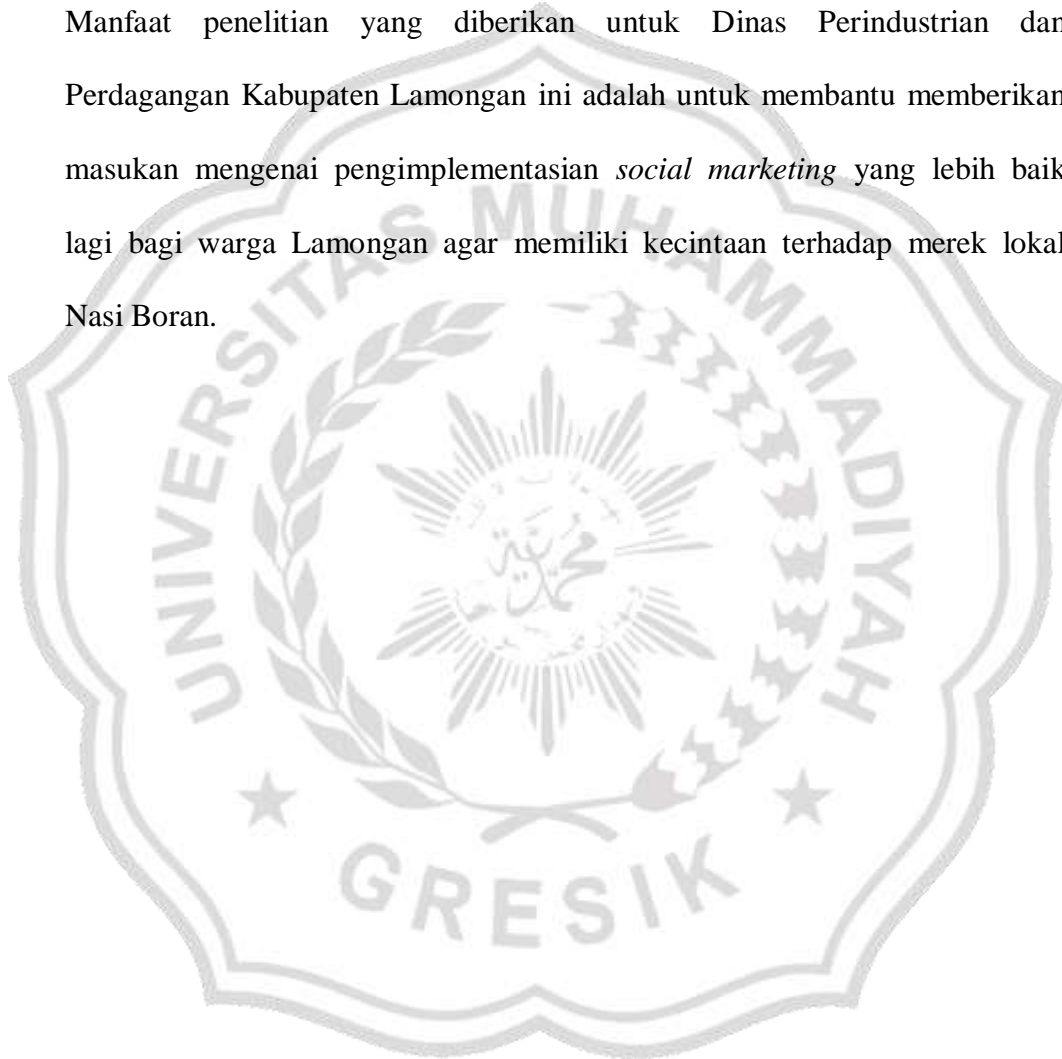 Manfaat penelitian yang diberikan untuk Dinas Perindustrian dan
Perdagangan Kabupaten Lamongan ini adalah untuk membantu memberikan
masukan mengenai pengimplementasian social marketing yang lebih baik
lagi bagi warga Lamongan agar memiliki kecintaan terhadap merek lokal
Nasi Boran.
UNIVERSITAS MUHAMMADIYAH
GRESIK